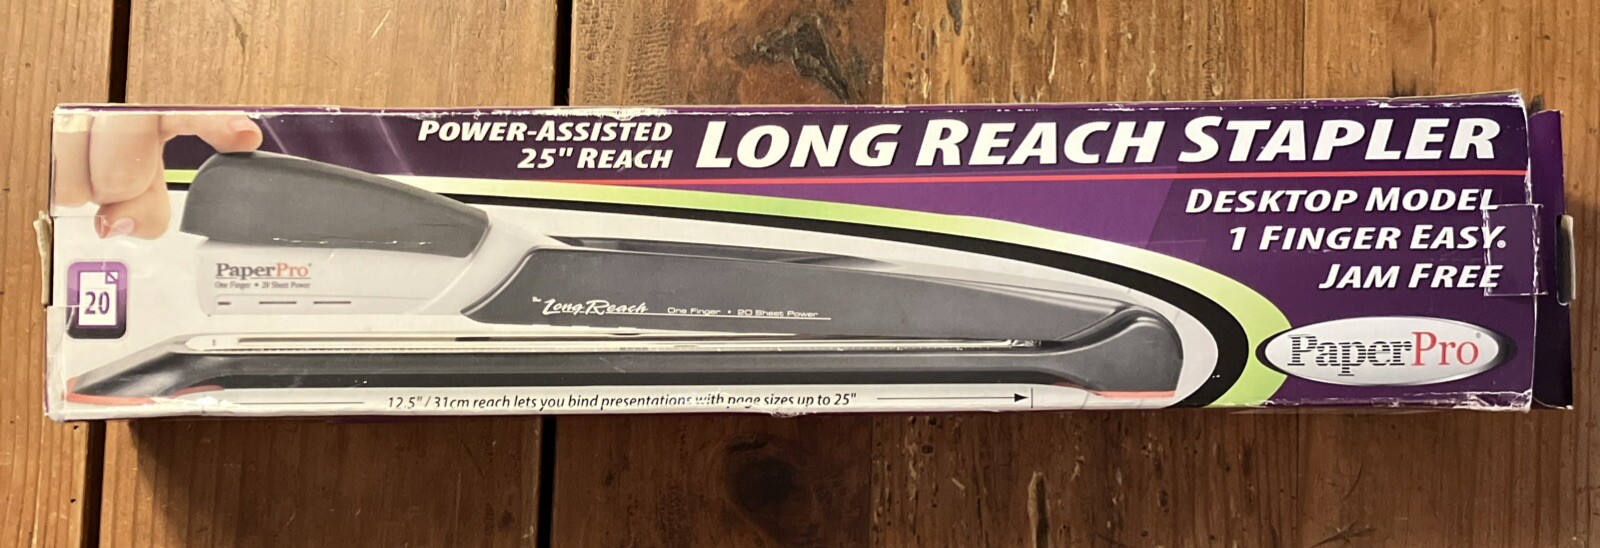 POWER-ASSISTED
25" REACH
LONG REACH STAPLER
DESKTOP MODEL
1 FINGER EASY®
JAM FREE
PaperPro®
PaperPro®
One Finger • 20 Sheet Power
The Long Reach One Finger • 20 Sheet Power
20
12.5" / 31cm reach lets you bind presentations with page sizes up to 25"